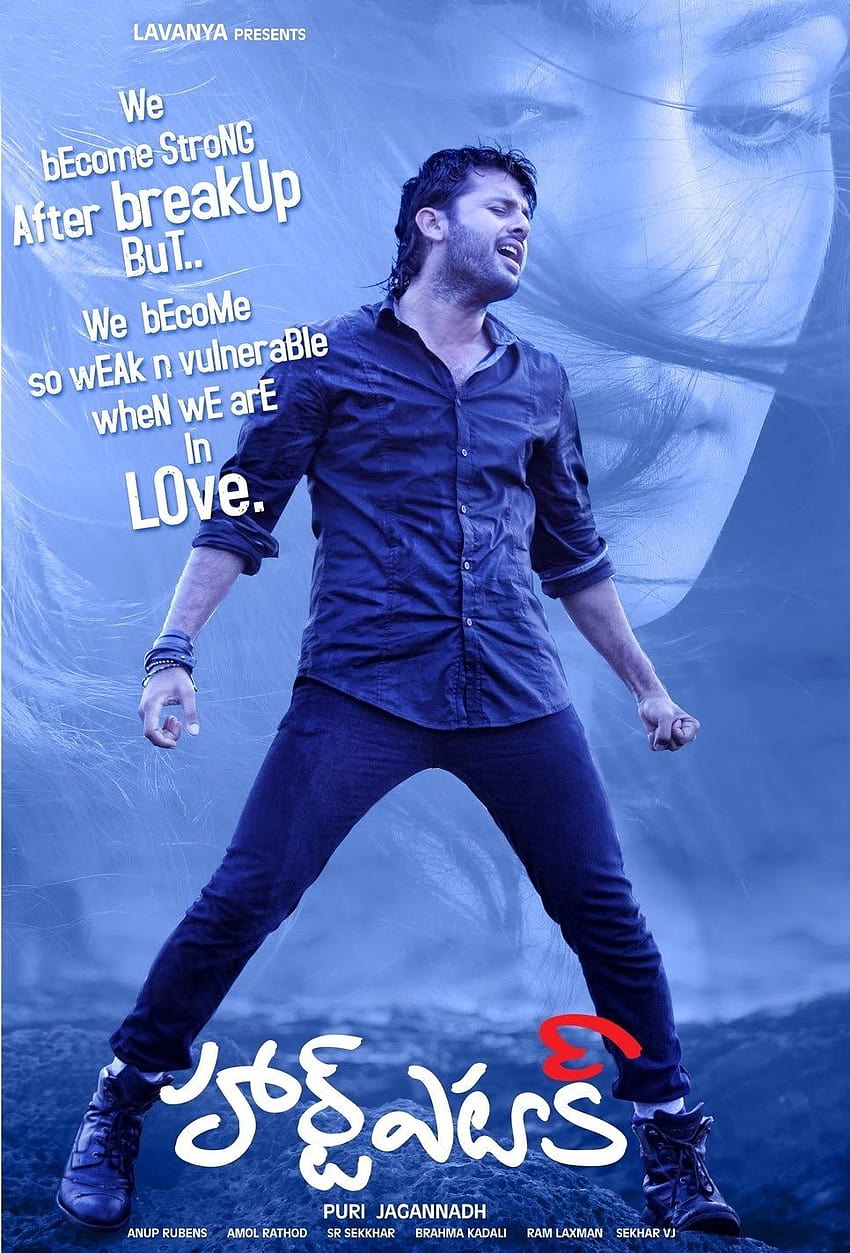 LAVANYA PRESENTS
We
bEcome StroNG
After breakUp
BuT..
We bEcoMe
so wEAk n vulneraBle
wheN wE arE
In
LOve.
హార్ట్ఎటాక్
PURI JAGANNADH
ANUP RUBENS AMOL RATHOD SR SEKKHAR BRAHMA KADALI RAM LAXMAN SEKHAR VJ